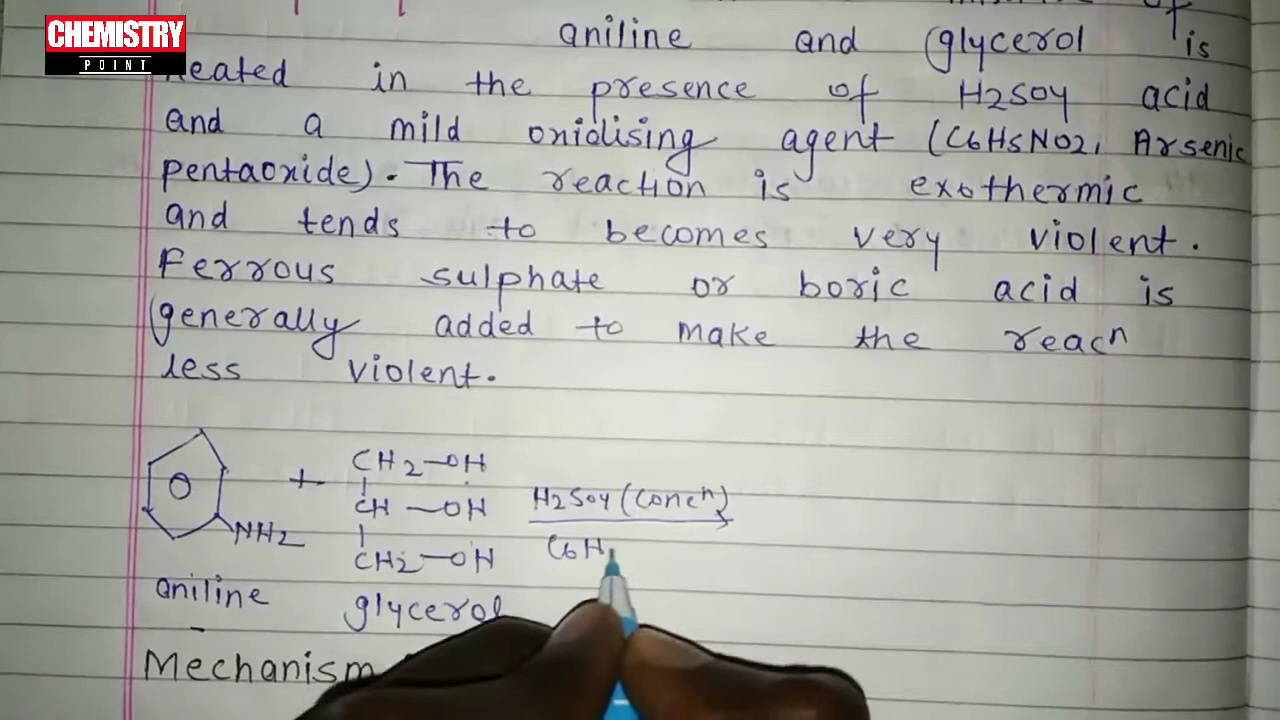 CHEMISTRY
POINT
of
aniline and glycerol is
heated in the presence of H2SO4 acid
and a mild oxidising agent (C6H5NO2, Arsenic
pentaoxide). The reaction is exothermic
and tends to becomes very violent.
Ferrous sulphate or boric acid is
generally added to make the reacn
less violent.
CH2-OH
+ CH-OH H2SO4 (Concn)
NH2 CH2-OH C6H
aniline glycerol
Mechanism